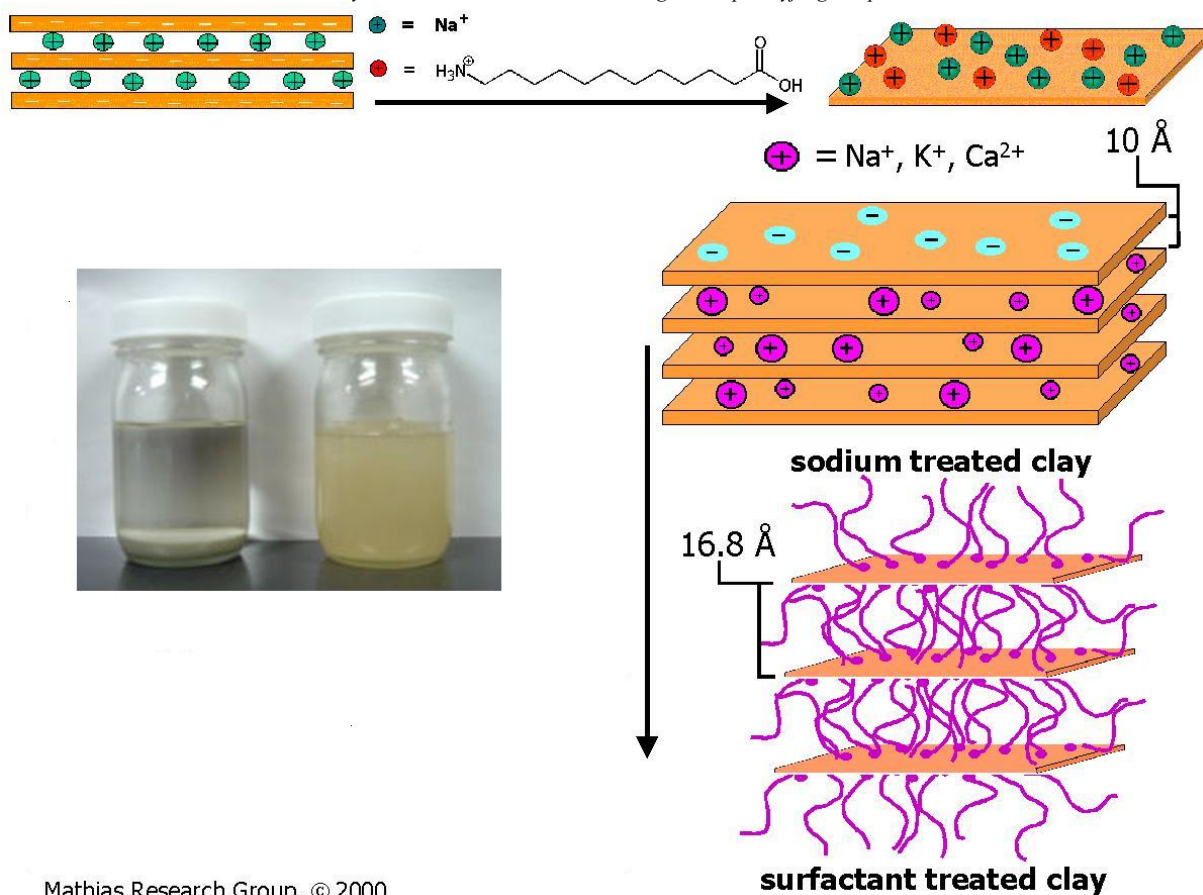 = Na⁺
= H₃N⊕ O OH
10 Å
= Na⁺, K⁺, Ca²⁺
sodium treated clay
16.8 Å
surfactant treated clay
Mathias Research Group, © 2000